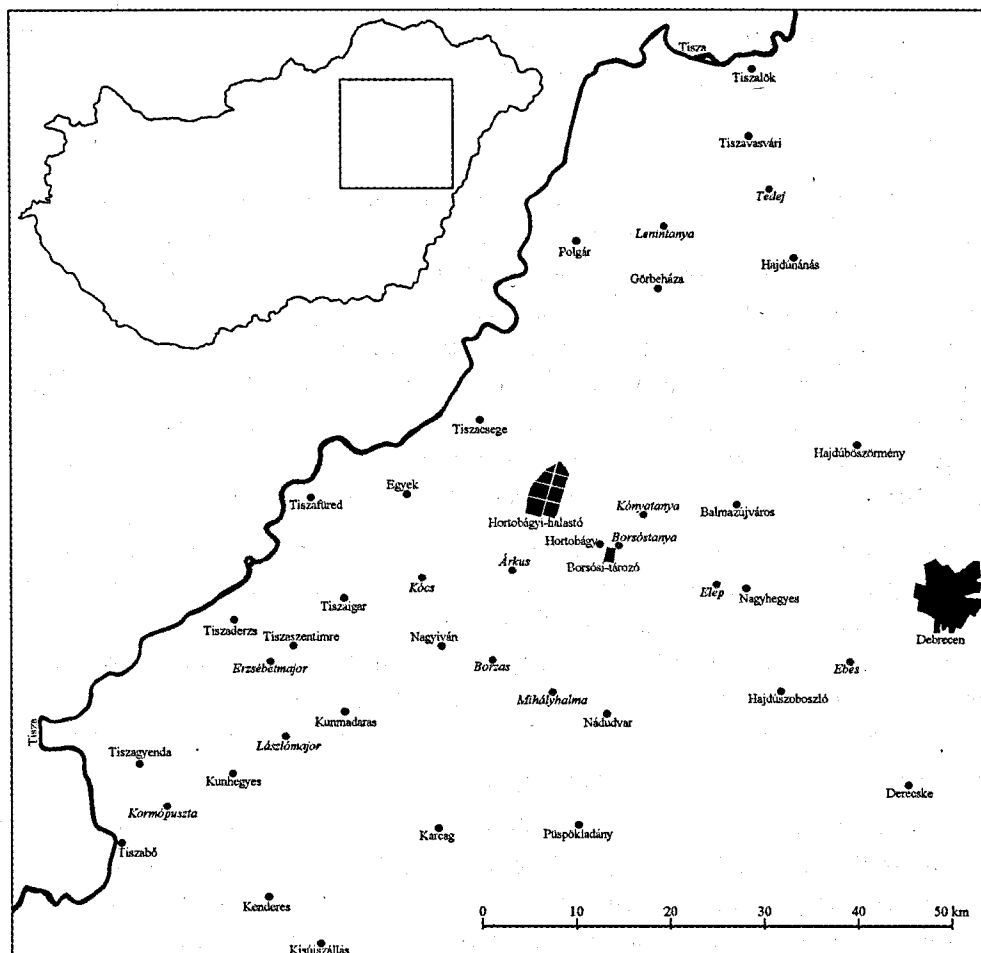 Tisza
Tiszalök
Tiszavasvári
Tedej
Lenintanya
Polgár
Hajdúnánás
Görbeháza
Tiszacsege
Hajdúböszörmény
Egyek
Tiszafüred
Kónyatanya
Balmazújváros
Hortobágyi-halastó
Hortobágy
Borsóstanya
Árkus
Borsósi-tározó
Kócs
Elep
Nagyhegyes
Tiszaigar
Tiszaderzs
Debrecen
Tiszaszentimre
Nagyiván
Erzsébetmajor
Borzas
Ebes
Mihályhalma
Hajdúszoboszló
Kunmadaras
Nádudvar
Tisza
Lászlómajor
Tiszagyenda
Kunhegyes
Derecske
Kormópuszta
Karcag
Püspökladány
Tiszabő
Kenderes
0 10 20 30 40 50 km
Kisújszállás